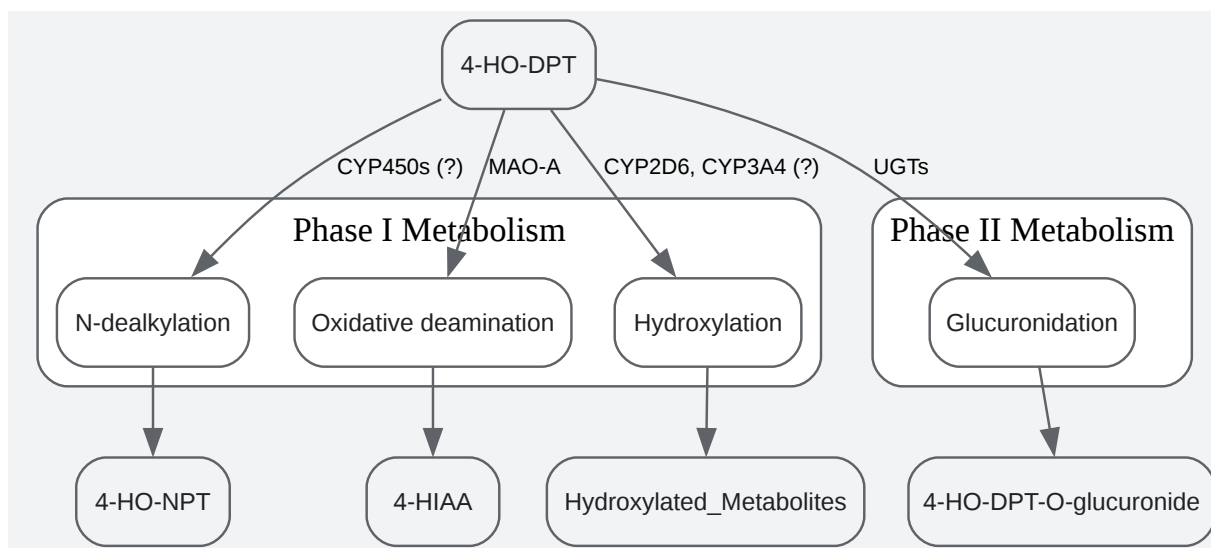 4-HO-DPT
CYP450s (?)
MAO-A
CYP2D6, CYP3A4 (?)
UGTs
Phase I Metabolism
Phase II Metabolism
N-dealkylation
Oxidative deamination
Hydroxylation
Glucuronidation
4-HO-NPT
4-HIAA
Hydroxylated_Metabolites
4-HO-DPT-O-glucuronide